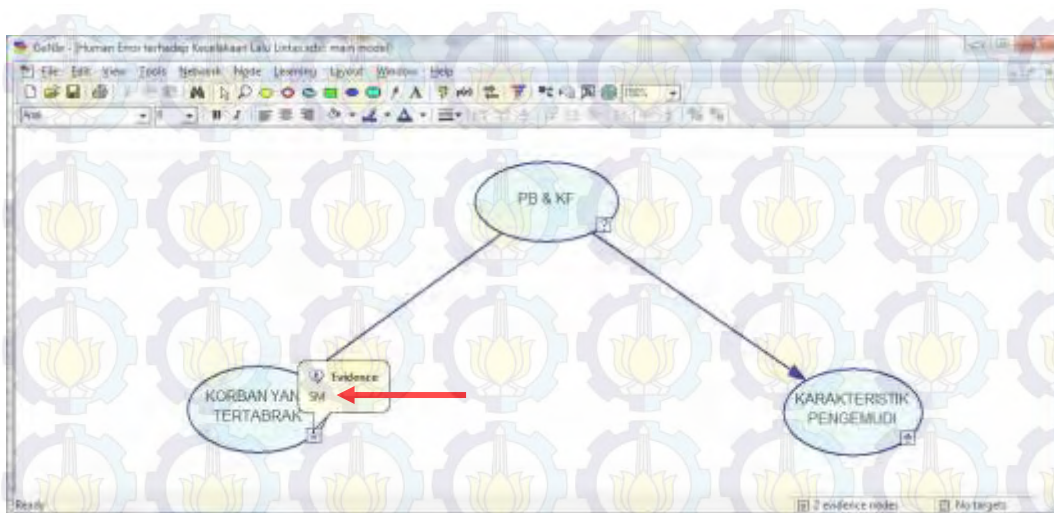 GeNIe - [Human Error terhadap Kecelakaan Lalu Lintas.xdsl: main model]
File Edit View Tools Network Node Learning Layout Window Help
PB & KF
Evidence
KORBAN YAN
SM
TERTABRAK
KARAKTERISTIK
PENGEMUDI
Ready
2 evidence nodes
No targets